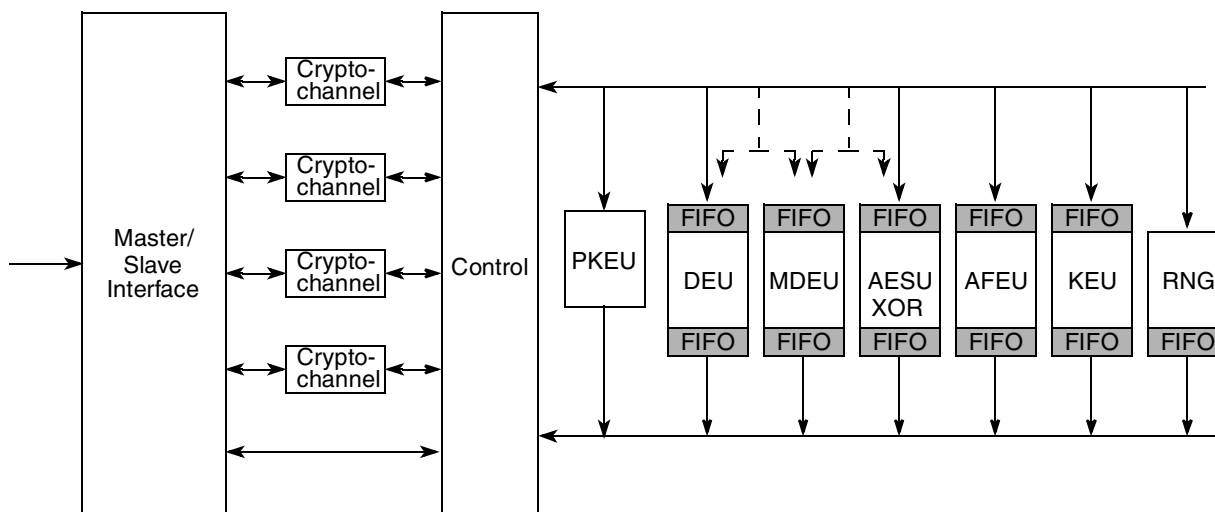 Crypto-
channel
Crypto-
channel
Crypto-
channel
Crypto-
channel
Master/
Slave
Interface
Control
PKEU
FIFO
DEU
FIFO
FIFO
MDEU
FIFO
FIFO
AESU
XOR
FIFO
FIFO
AFEU
FIFO
FIFO
KEU
FIFO
RNG
FIFO